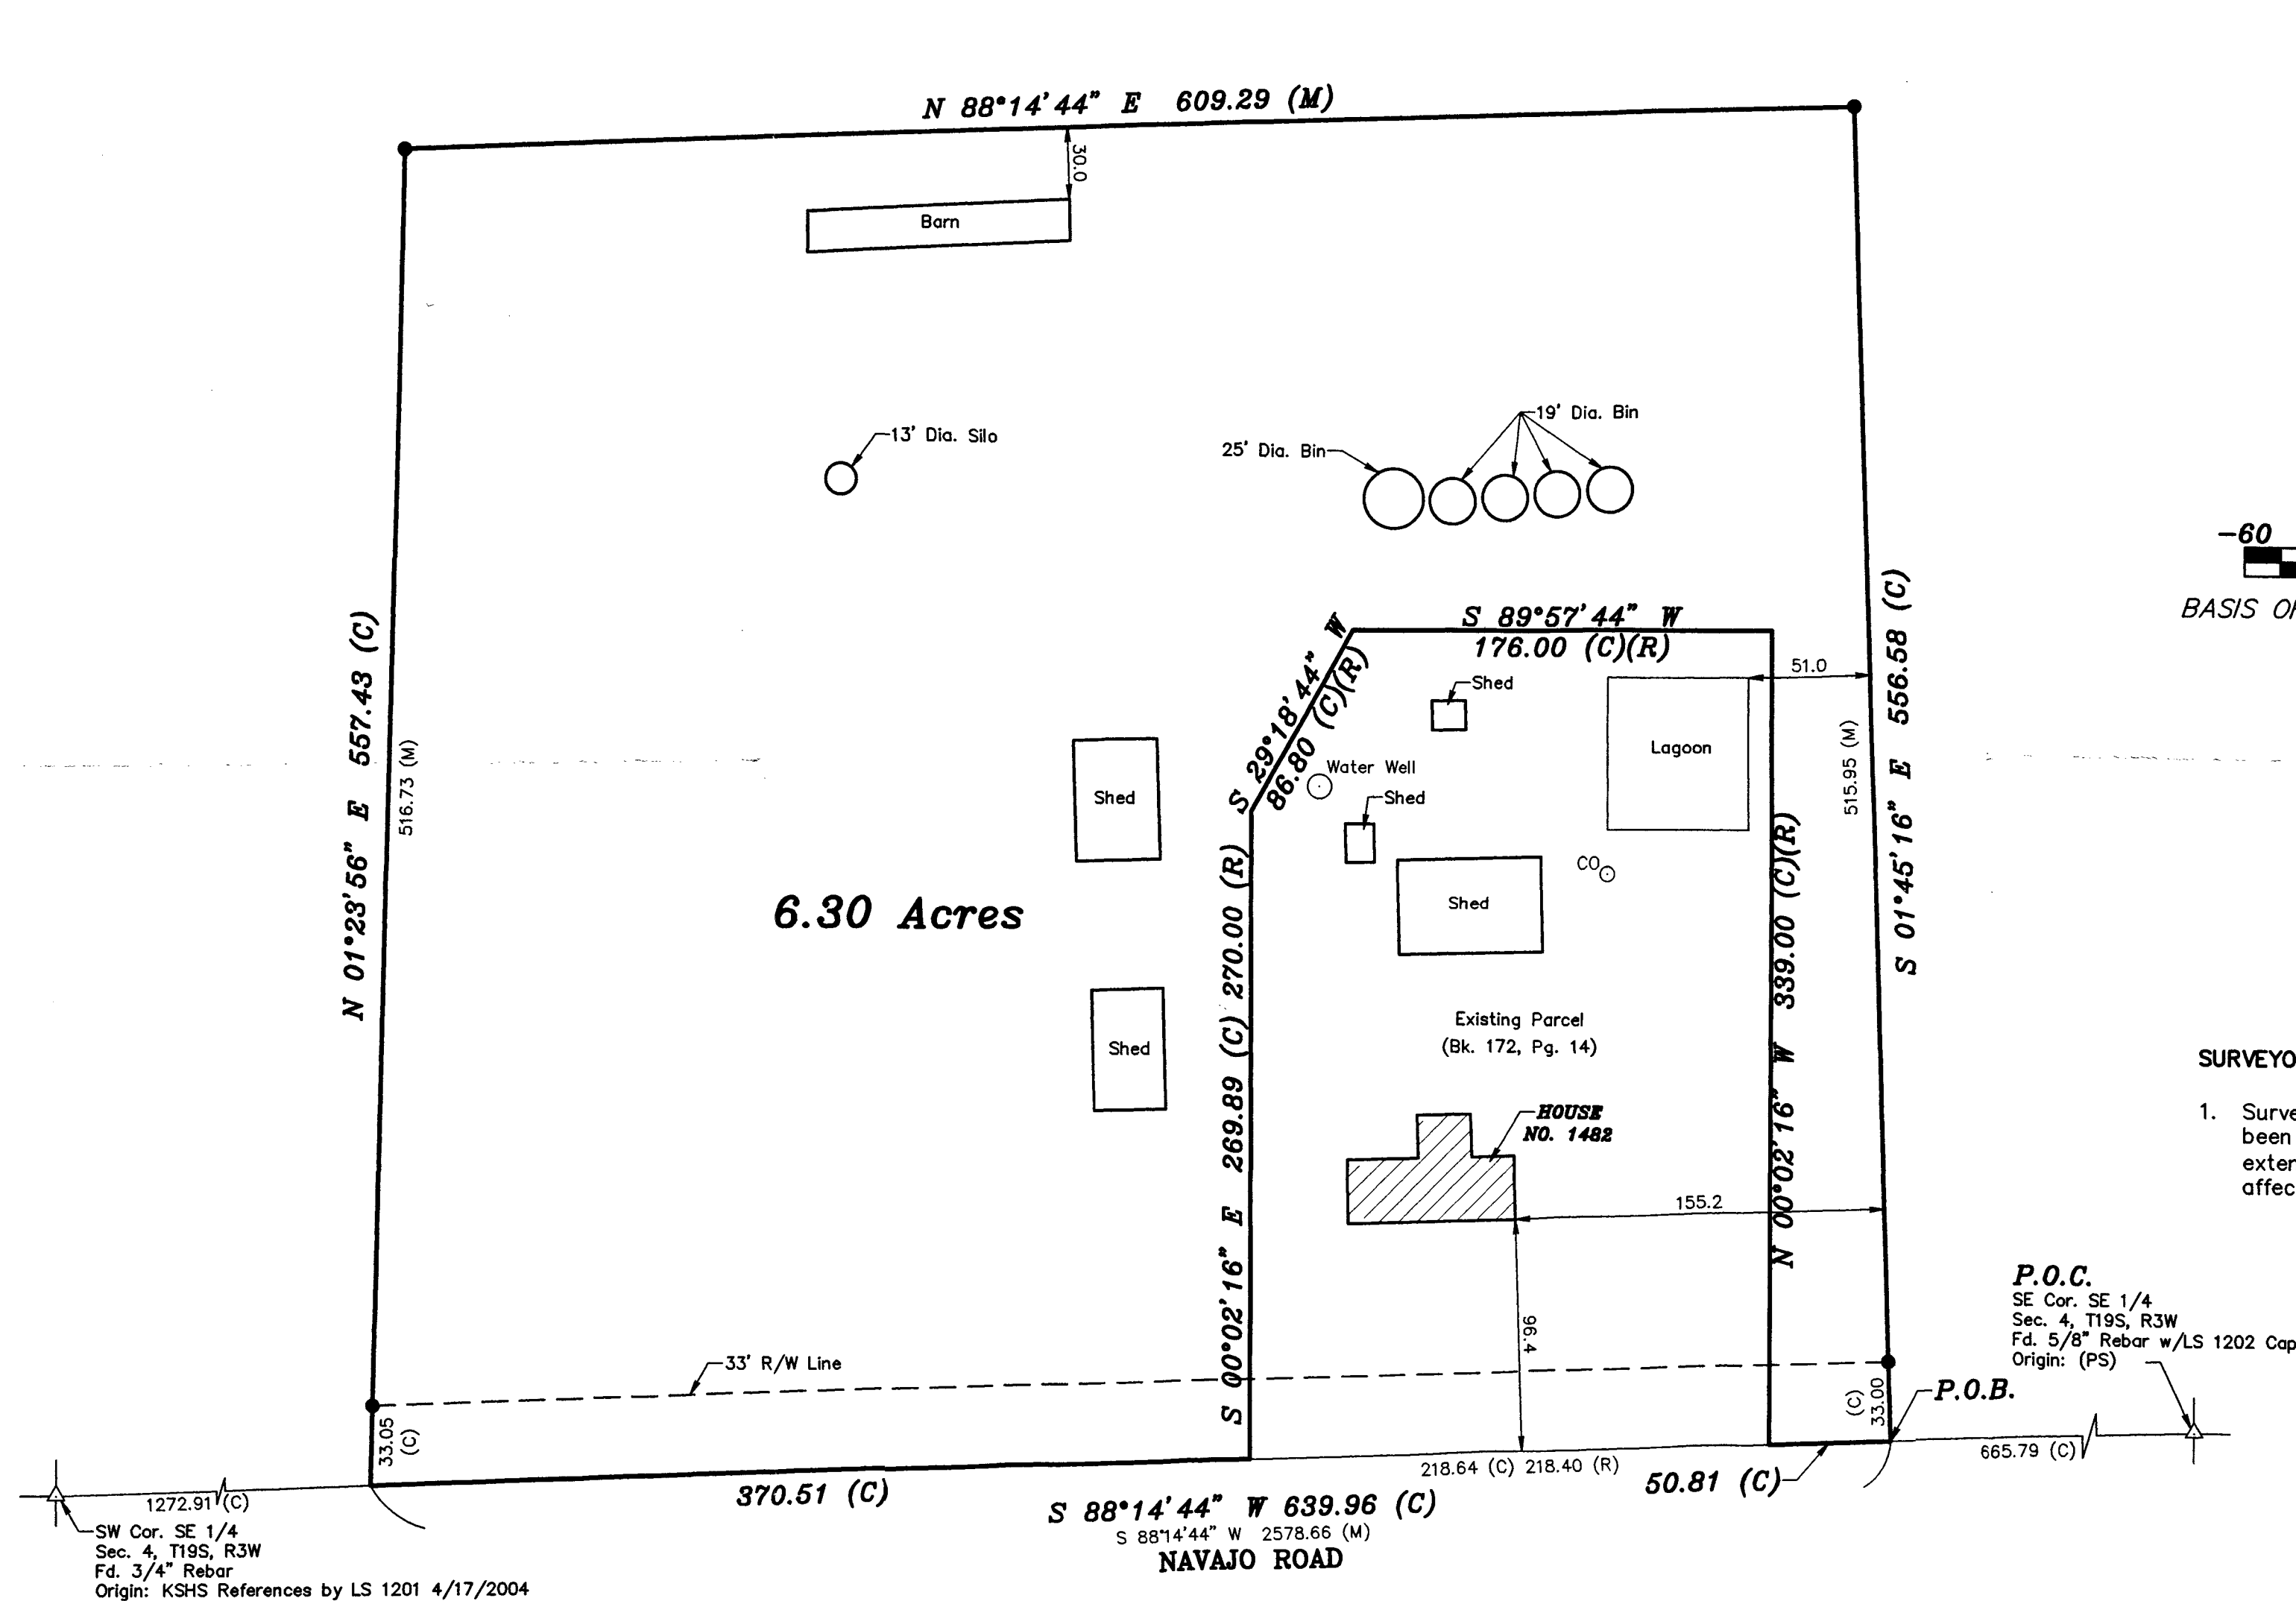 N 88°14'44" E 609.29 (M)
30.0
Barn
13' Dia. Silo
19' Dia. Bin
25' Dia. Bin
-60
BASIS O
N 01°23'56" E 557.43 (C)
516.73 (M)
S 89°57'44" W
176.00 (C)(R)
S 29°18'44" W
86.80 (C)(R)
51.0
S 01°45'16" E 556.58 (C)
515.95 (M)
Shed
Lagoon
Water Well
Shed
Shed
CO
Shed
6.30 Acres
S 00°02'16" E 269.89 (C) 270.00 (R)
N 00°02'16" W 339.00 (C)(R)
Existing Parcel
(Bk. 172, Pg. 14)
Shed
SURVEYO
1. Surve
been
exter
affec
HOUSE
NO. 1482
155.2
96.4
P.O.C.
SE Cor. SE 1/4
Sec. 4, T19S, R3W
Fd. 5/8" Rebar w/LS 1202 Cap
Origin: (PS)
33' R/W Line
33.05
(C)
(C)
33.00
P.O.B.
665.79 (C)
1272.91 (C)
370.51 (C)
218.64 (C) 218.40 (R)
50.81 (C)
S 88°14'44" W 639.96 (C)
S 88°14'44" W 2578.66 (M)
NAVAJO ROAD
SW Cor. SE 1/4
Sec. 4, T19S, R3W
Fd. 3/4" Rebar
Origin: KSHS References by LS 1201 4/17/2004